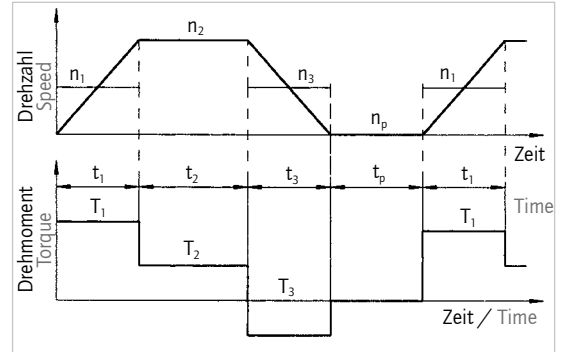 Drehzahl
Speed
n₁
n₂
n₃
nₚ
n₁
Zeit
Time
Drehmoment
Torque
t₁
t₂
t₃
tₚ
t₁
T₁
T₂
T₃
T₁
Zeit / Time